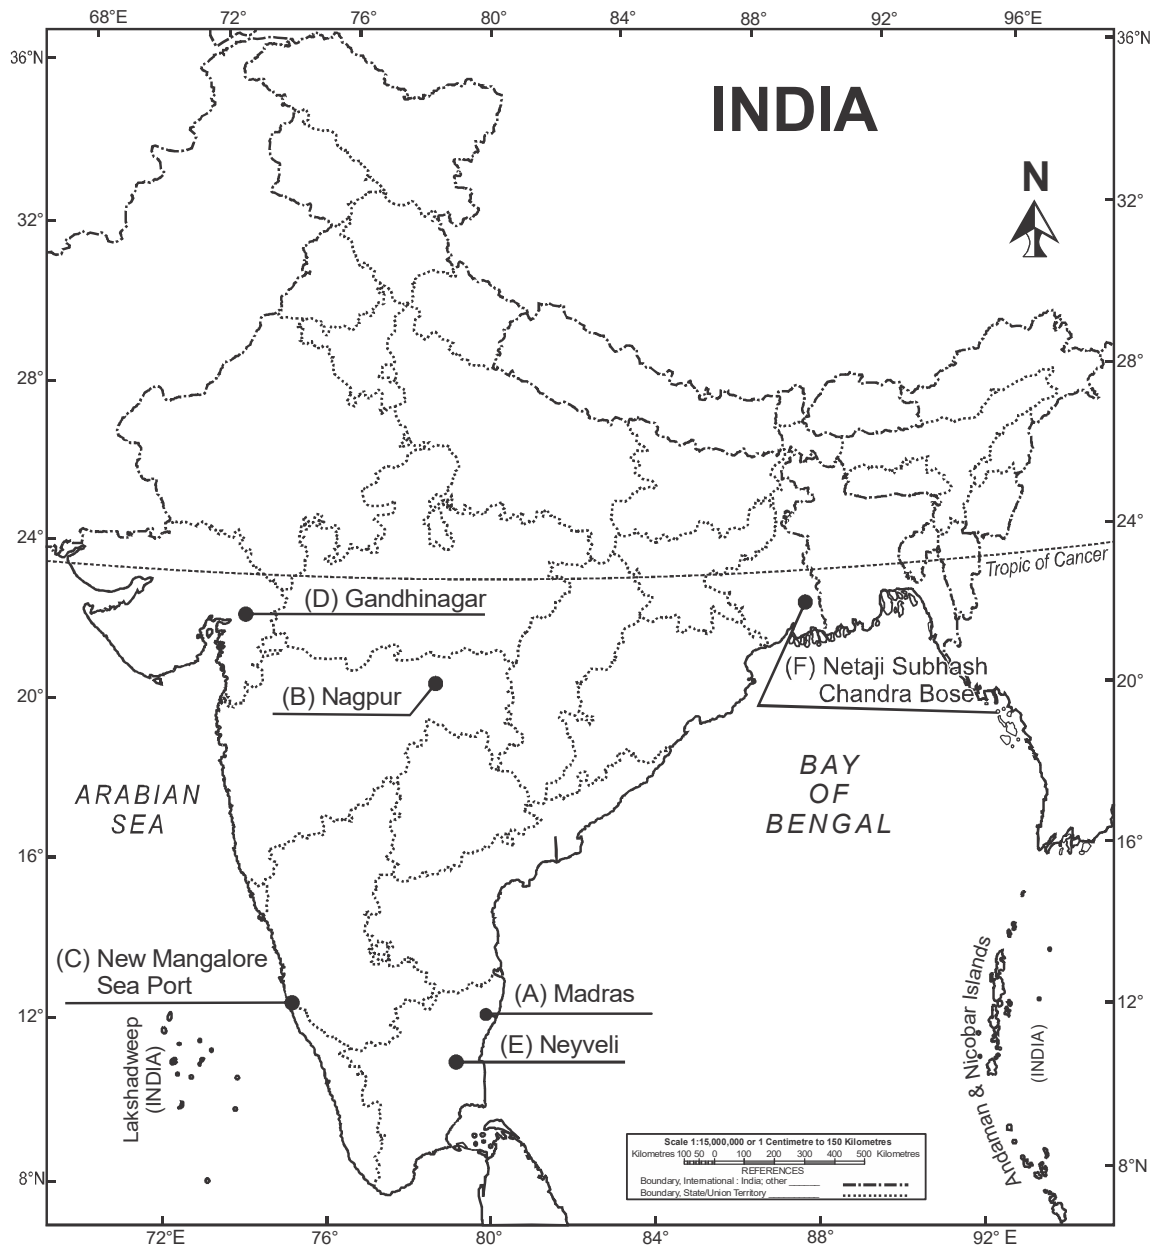 68°E 72° 76° 80° 84° 88° 92° 96°E
36°N
36°N
INDIA
N
32°
32°
28°
28°
24°
24°
Tropic of Cancer
(D) Gandhinagar
(B) Nagpur
(F) Netaji Subhash
Chandra Bose
20°
20°
ARABIAN
SEA
BAY
OF
BENGAL
16°
16°
(C) New Mangalore
Sea Port
(A) Madras
12°
12°
(E) Neyveli
Lakshadweep
(INDIA)
Andaman & Nicobar Islands
(INDIA)
Scale 1:15,000,000 or 1 Centimetre to 150 Kilometres
Kilometres 100 50 0 100 200 300 400 500 Kilometres
REFERENCES
Boundary, International : India; other ______
Boundary, State/Union Territory __________
8°N
8°N
72°E 76° 80° 84° 88° 92° E